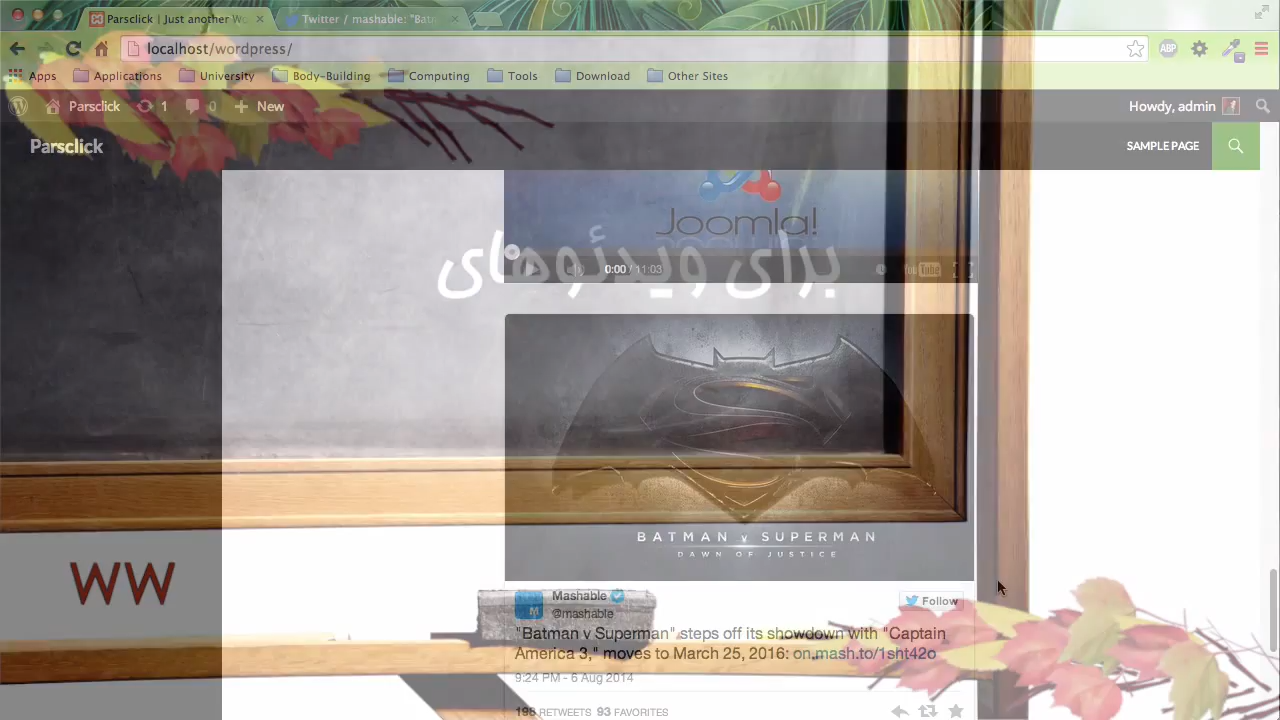 Parsclick | Just another Wo
Twitter / mashable: "Bat
localhost/wordpress/
ABP
Apps Applications University Body-Building Computing Tools Download Other Sites
Parsclick 1 0 New Howdy, admin
Parsclick SAMPLE PAGE
Joomla!
برای ویدئوهای
0:00 / 11:03 YouTube
BATMAN v SUPERMAN
DAWN OF JUSTICE
WW
Mashable
M
@mashable
Follow
"Batman v Superman" steps off its showdown with "Captain
America 3," moves to March 25, 2016: on.mash.to/1sht42o
9:24 PM - 6 Aug 2014
RETWEETS 93 FAVORITES